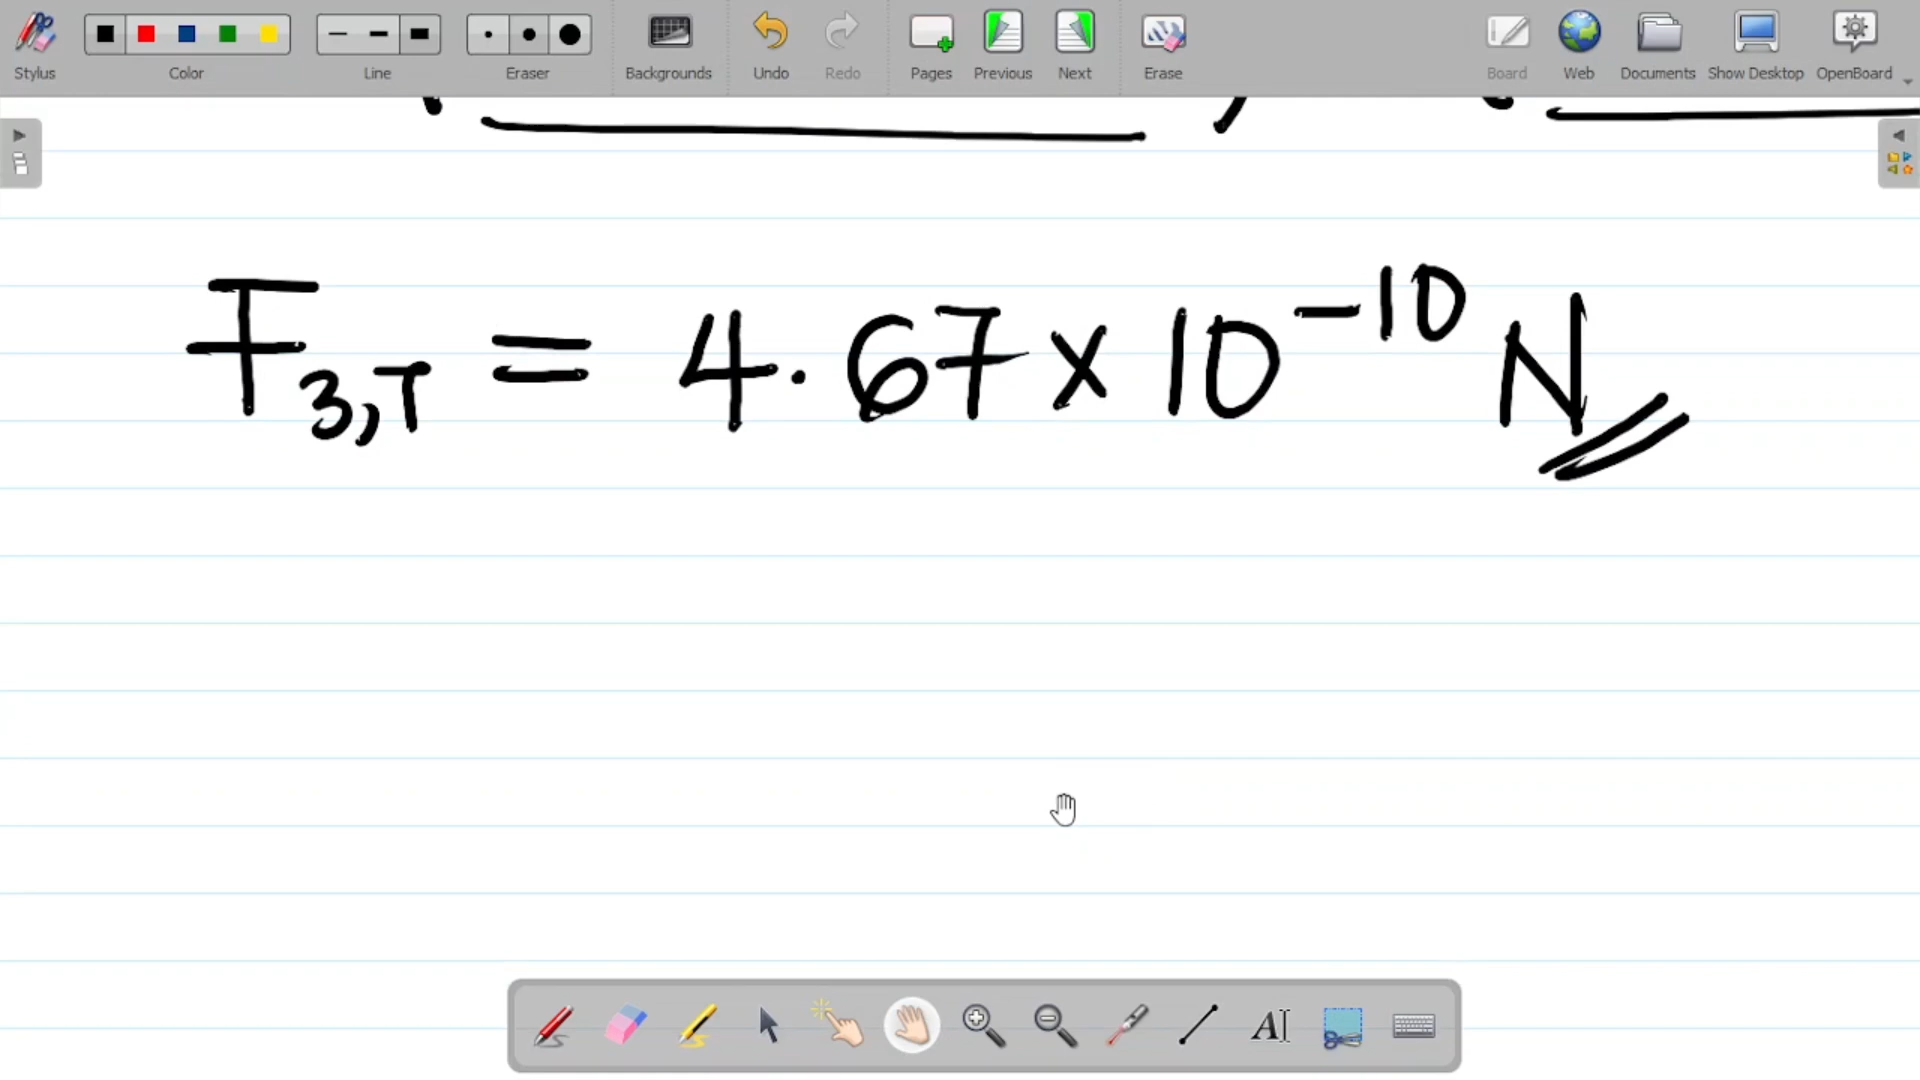 Stylus Color Line Eraser Backgrounds Undo Redo Pages Previous Next Erase Board Web Documents Show Desktop OpenBoard
F₃,T = 4.67 × 10⁻¹⁰ N